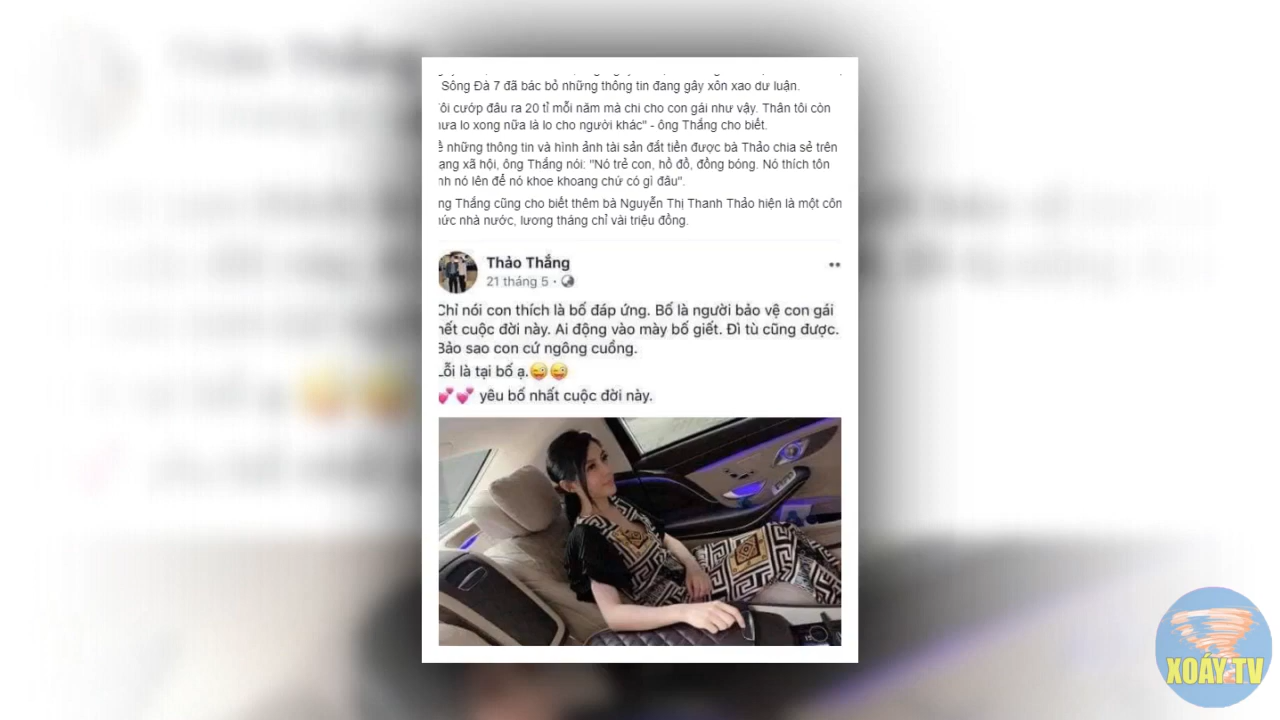 Sông Đà 7 đã bác bỏ những thông tin đang gây xôn xao dư luận.
ôi cướp đâu ra 20 tỉ mỗi năm mà chi cho con gái như vậy. Thân tôi còn
ưa lo xong nữa là lo cho người khác" - ông Thắng cho biết.
ề những thông tin và hình ảnh tài sản đắt tiền được bà Thảo chia sẻ trên
ạng xã hội, ông Thắng nói: "Nó trẻ con, hồ đồ, đồng bóng. Nó thích tôn
nh nó lên để nó khoe khoang chứ có gì đâu".
ng Thắng cũng cho biết thêm bà Nguyễn Thị Thanh Thảo hiện là một côn
ức nhà nước, lương tháng chỉ vài triệu đồng.
Thảo Thắng
21 tháng 5 ·
Chỉ nói con thích là bố đáp ứng. Bố là người bảo vệ con gái
hết cuộc đời này. Ai động vào mày bố giết. Đi tù cũng được.
Bảo sao con cứ ngông cuồng.
Lỗi là tại bố ạ.😜😜
💕💕 yêu bố nhất cuộc đời này.
XOÁY TV